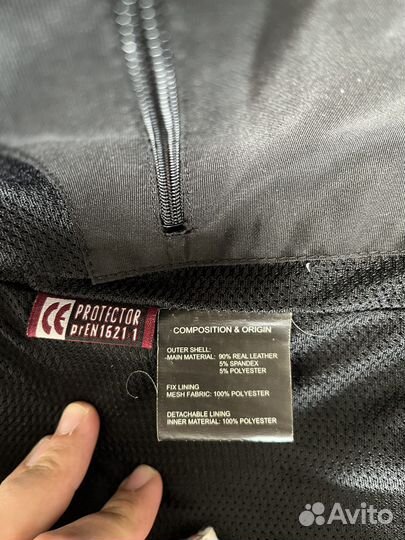 CE PROTECTOR
prEN1621 1
COMPOSITION & ORIGIN
OUTER SHELL:
-MAIN MATERIAL: 90% REAL LEATHER
5% SPANDEX
5% POLYESTER
FIX LINING
MESH FABRIC: 100% POLYESTER
DETACHABLE LINING
INNER MATERIAL: 100% POLYESTER
Avito